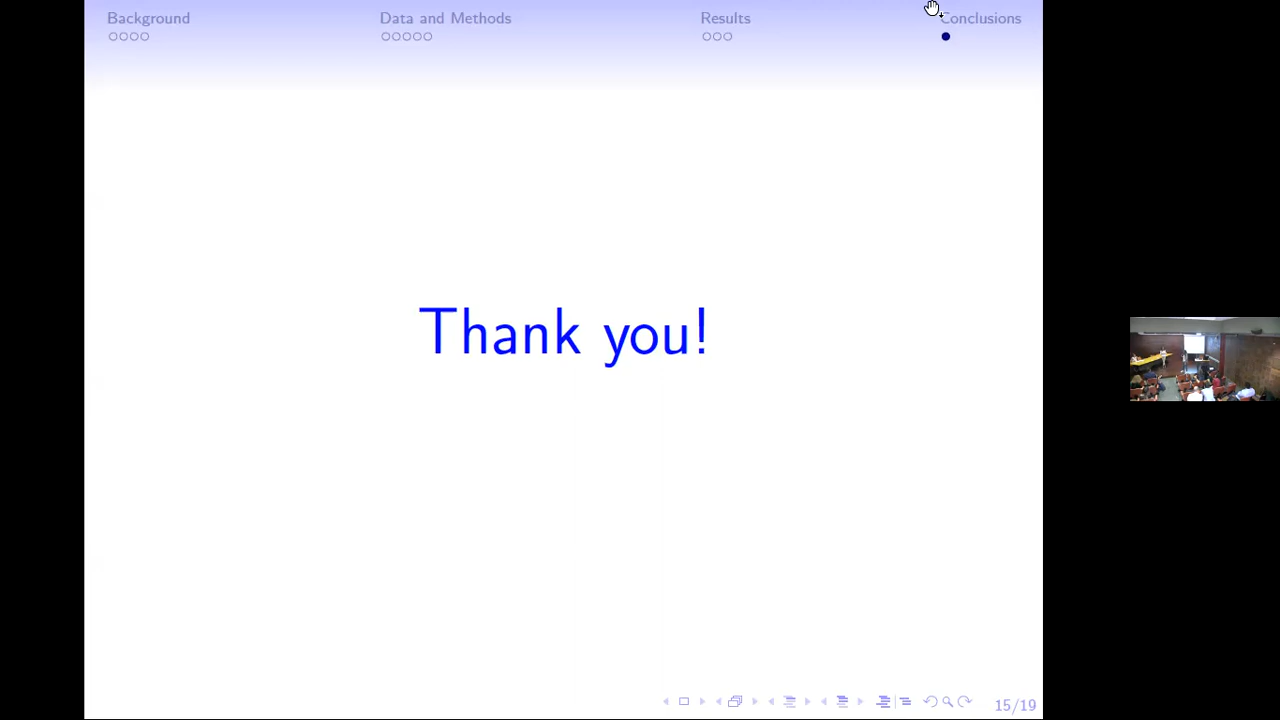 Background
Data and Methods
Results
Conclusions
Thank you!
15/19